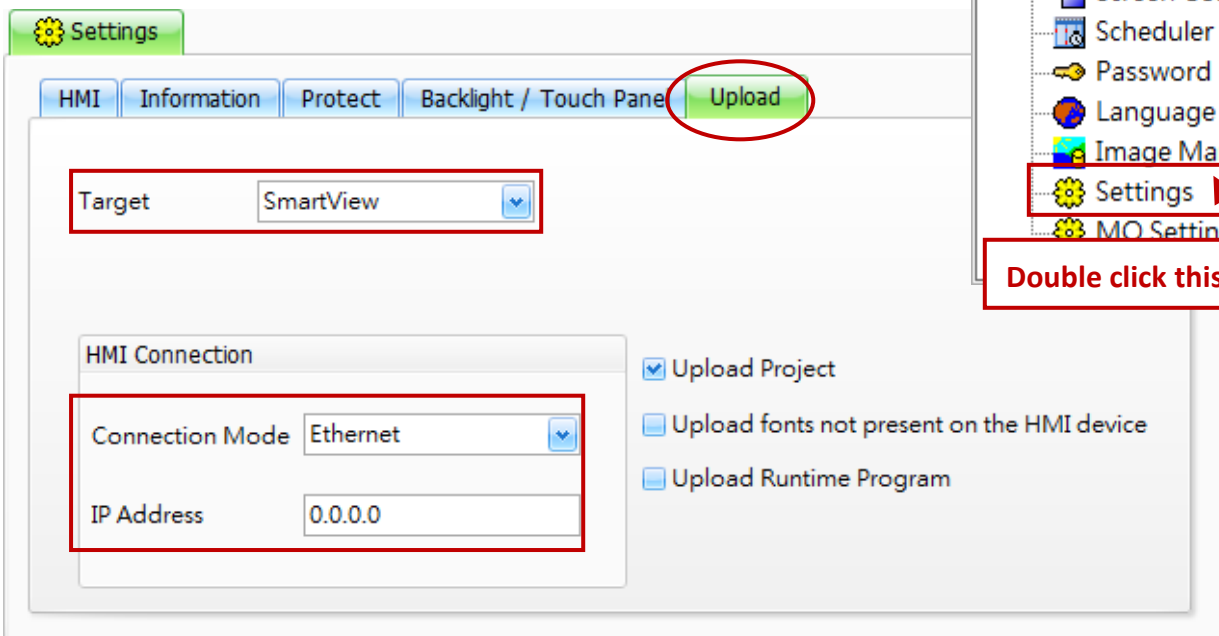 Settings
HMI
Information
Protect
Backlight / Touch Panel
Upload
Target
SmartView
HMI Connection
Connection Mode
Ethernet
IP Address
0.0.0.0
Upload Project
Upload fonts not present on the HMI device
Upload Runtime Program
Scheduler
Password
Language
Image Ma
Settings
MQ Settin
Double click this